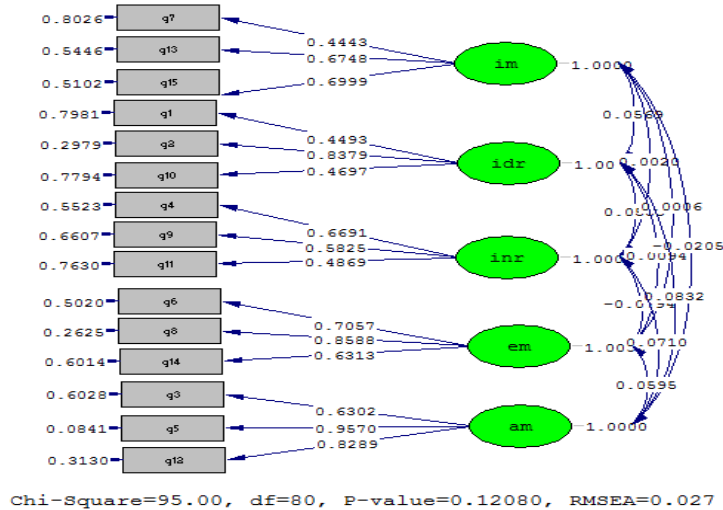 0.8026 q7 0.4443
0.5446 q13 0.6748 im 1.0000
0.5102 q15 0.6999
0.7981 q1 0.0569
0.4493
0.2979 q2 0.8379 idr 0.0020
0.7794 q10 0.4697
0.5523 q4 0.0006
0.6607 q9 0.6691
0.5825 -0.0205
0.7630 q11 0.4869 inr 1.0000 0.0094
0.5020 q6 0.0832
0.2625 q8 0.7057
0.8588 em 0.0710
0.6014 q14 0.6313
0.6028 q3 0.6302 0.0595
0.0841 q5 0.9570 am 1.0000
0.3130 q12 0.8289
Chi-Square=95.00, df=80, P-value=0.12080, RMSEA=0.027